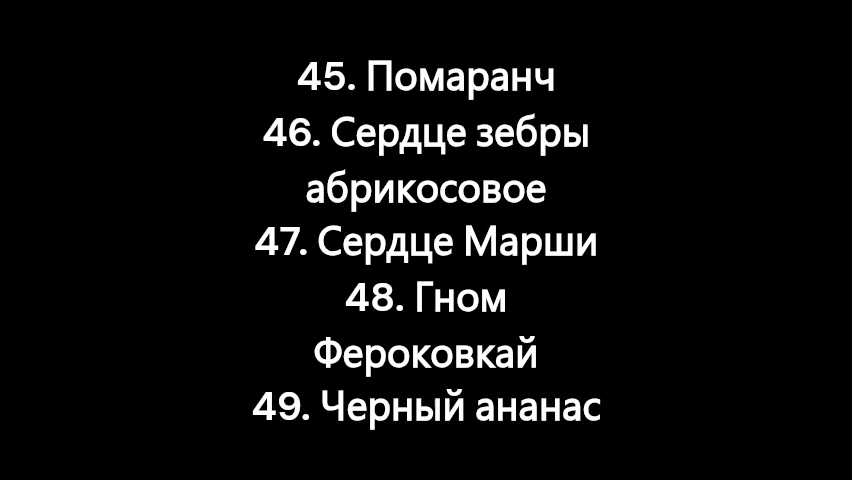 45. Помаранч
46. Сердце зебры
абрикосовое
47. Сердце Марши
48. Гном
Фероковкай
49. Черный ананас